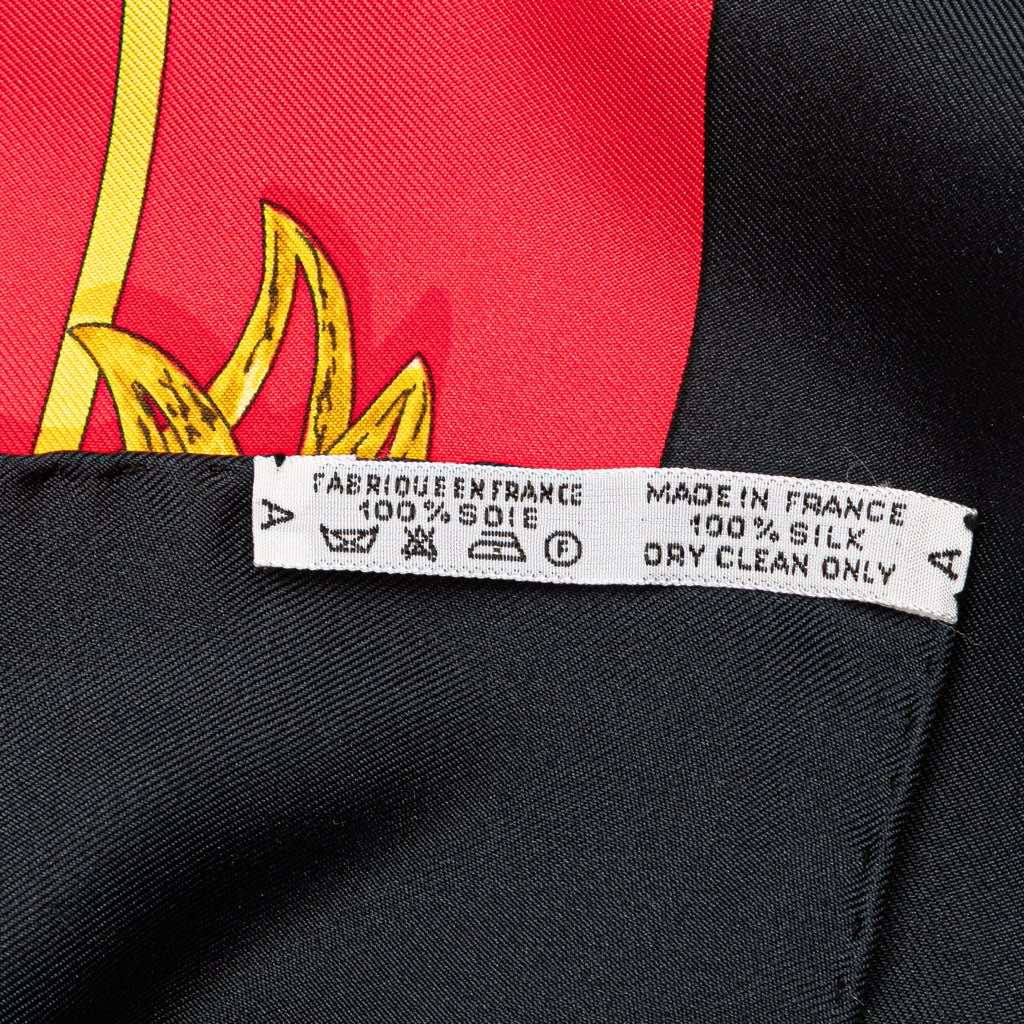 A
FABRIQUE EN FRANCE
100% SOIE
F
MADE IN FRANCE
100% SILK
DRY CLEAN ONLY
A